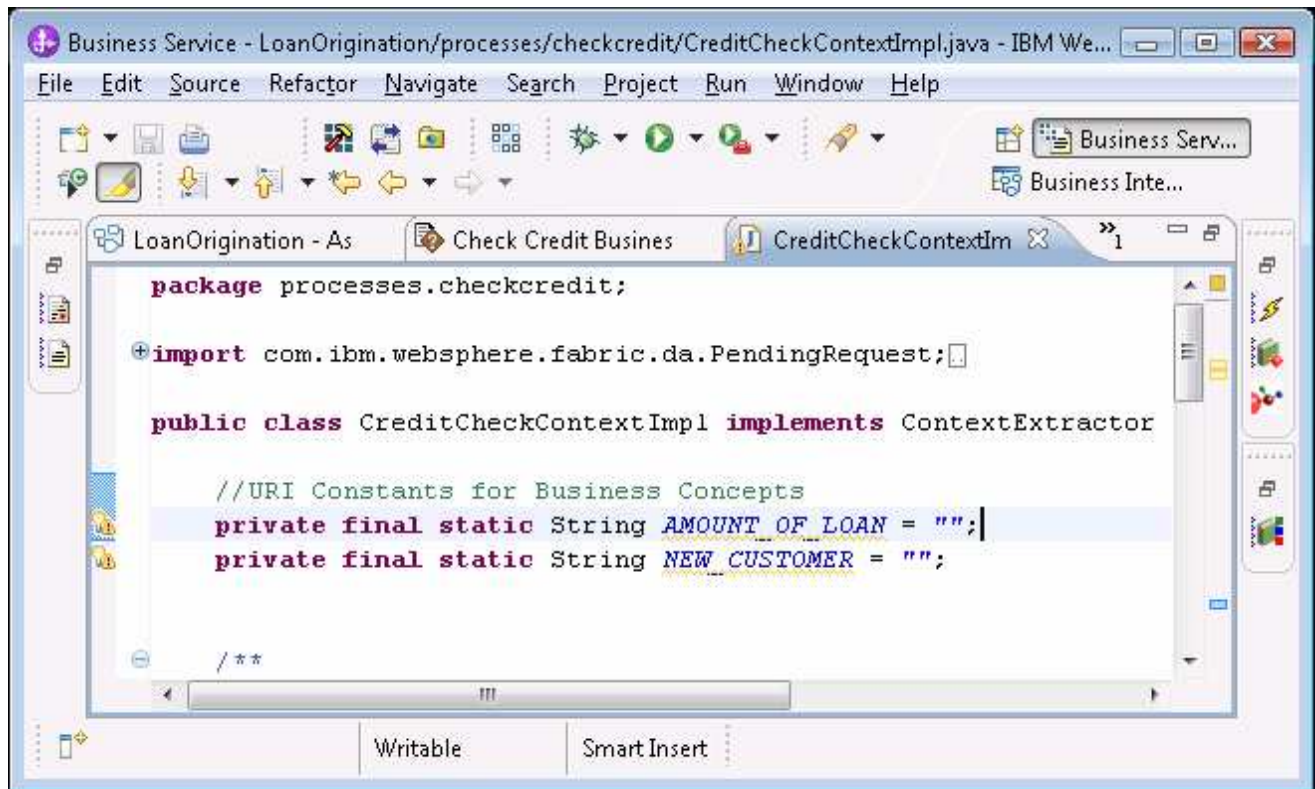 Business Service - LoanOrigination/processes/checkcredit/CreditCheckContextImpl.java - IBM We...
File Edit Source Refactor Navigate Search Project Run Window Help
Business Serv...
Business Inte...
LoanOrigination - As Check Credit Busines CreditCheckContextIm »1
package processes.checkcredit;
import com.ibm.websphere.fabric.da.PendingRequest;
public class CreditCheckContextImpl implements ContextExtractor
//URI Constants for Business Concepts
private final static String AMOUNT_OF_LOAN = "";
private final static String NEW_CUSTOMER = "";
/**
Writable Smart Insert